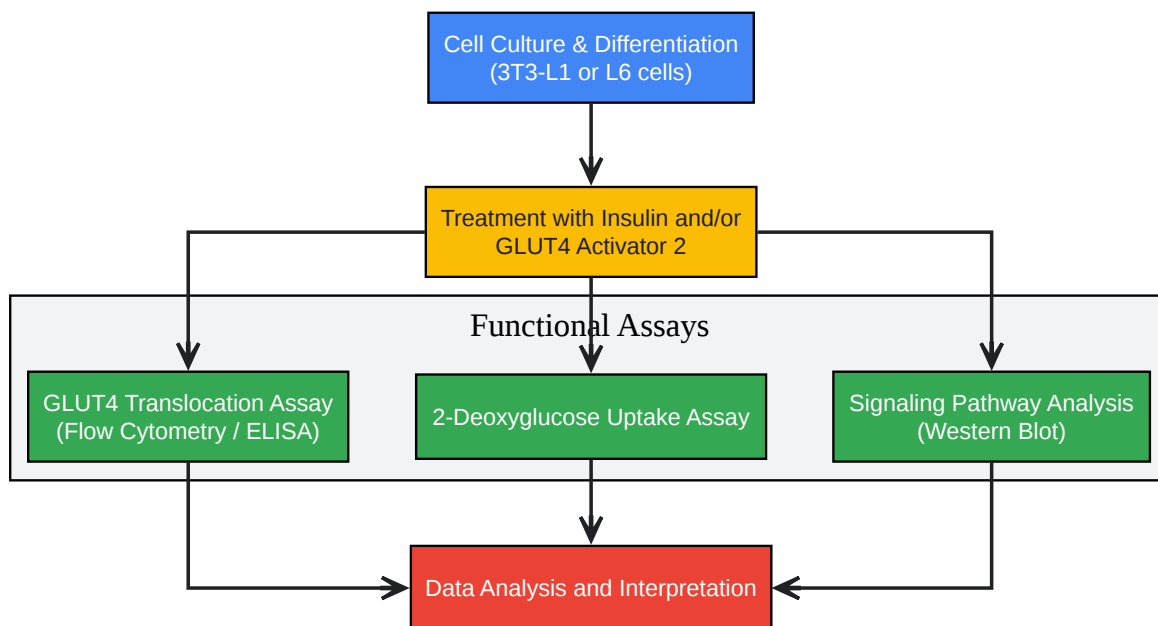 Cell Culture & Differentiation
(3T3-L1 or L6 cells)
Treatment with Insulin and/or
GLUT4 Activator 2
Functional Assays
GLUT4 Translocation Assay
(Flow Cytometry / ELISA)
2-Deoxyglucose Uptake Assay
Signaling Pathway Analysis
(Western Blot)
Data Analysis and Interpretation